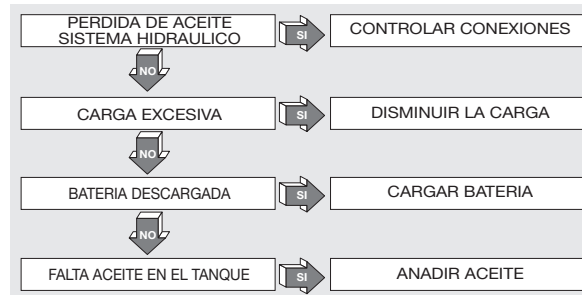 PERDIDA DE ACEITE
SISTEMA HIDRAULICO
SI
CONTROLAR CONEXIONES
NO
CARGA EXCESIVA
SI
DISMINUIR LA CARGA
NO
BATERIA DESCARGADA
SI
CARGAR BATERIA
NO
FALTA ACEITE EN EL TANQUE
SI
ANADIR ACEITE